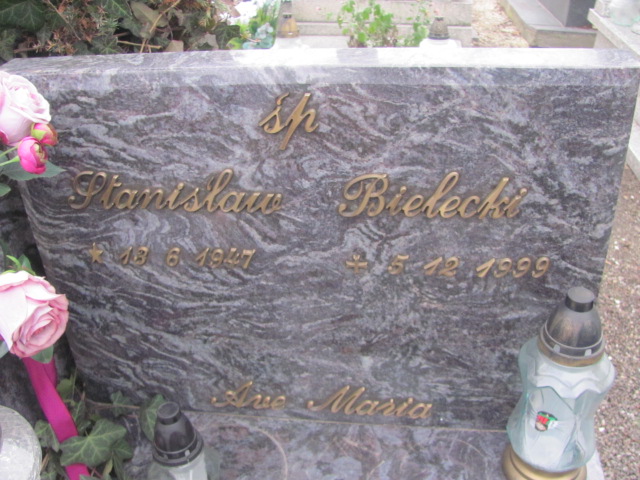 śp
Stanisław Bielecki
* 13 6 1947 ✝ 5 12 1999
Ave Maria